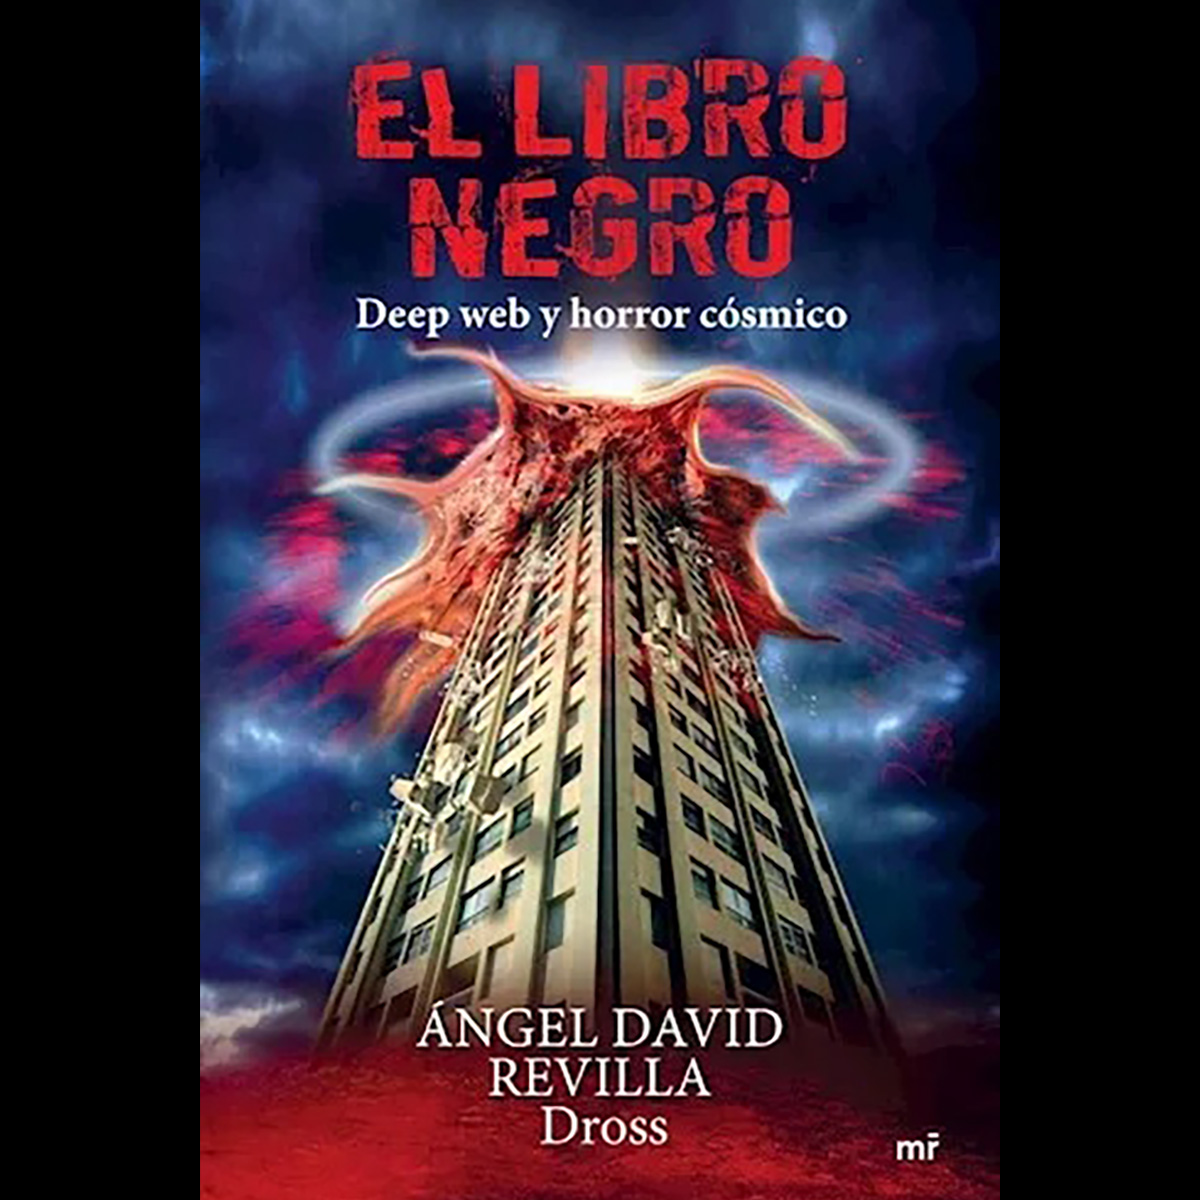 EL LIBRO
NEGRO
Deep web y horror cósmico
ÁNGEL DAVID
REVILLA
Dross
mr̄